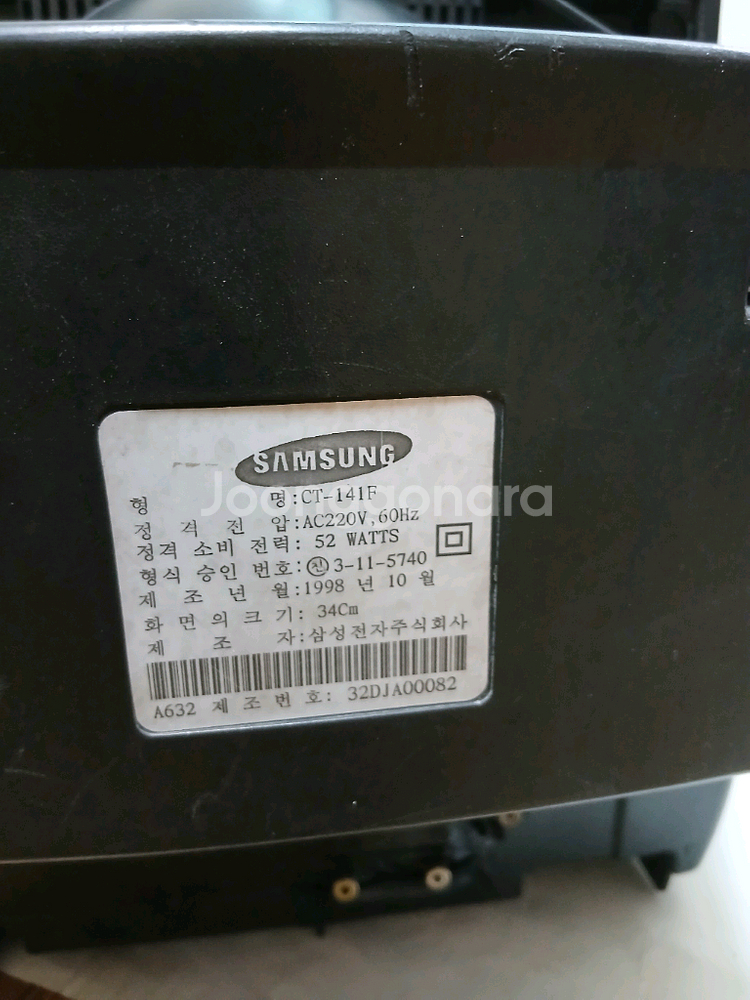 SAMSUNG
형 명:CT-141F
정 격 전 압:AC220V,60Hz
정격 소비 전력: 52 WATTS
형식 승인 번호:전 3-11-5740
제 조 년 월:1998 년 10 월
화 면 의 크 기: 34Cm
제 조 자:삼성전자주식회사
A632 제 조 번 호: 32DJA00082
Joongonara